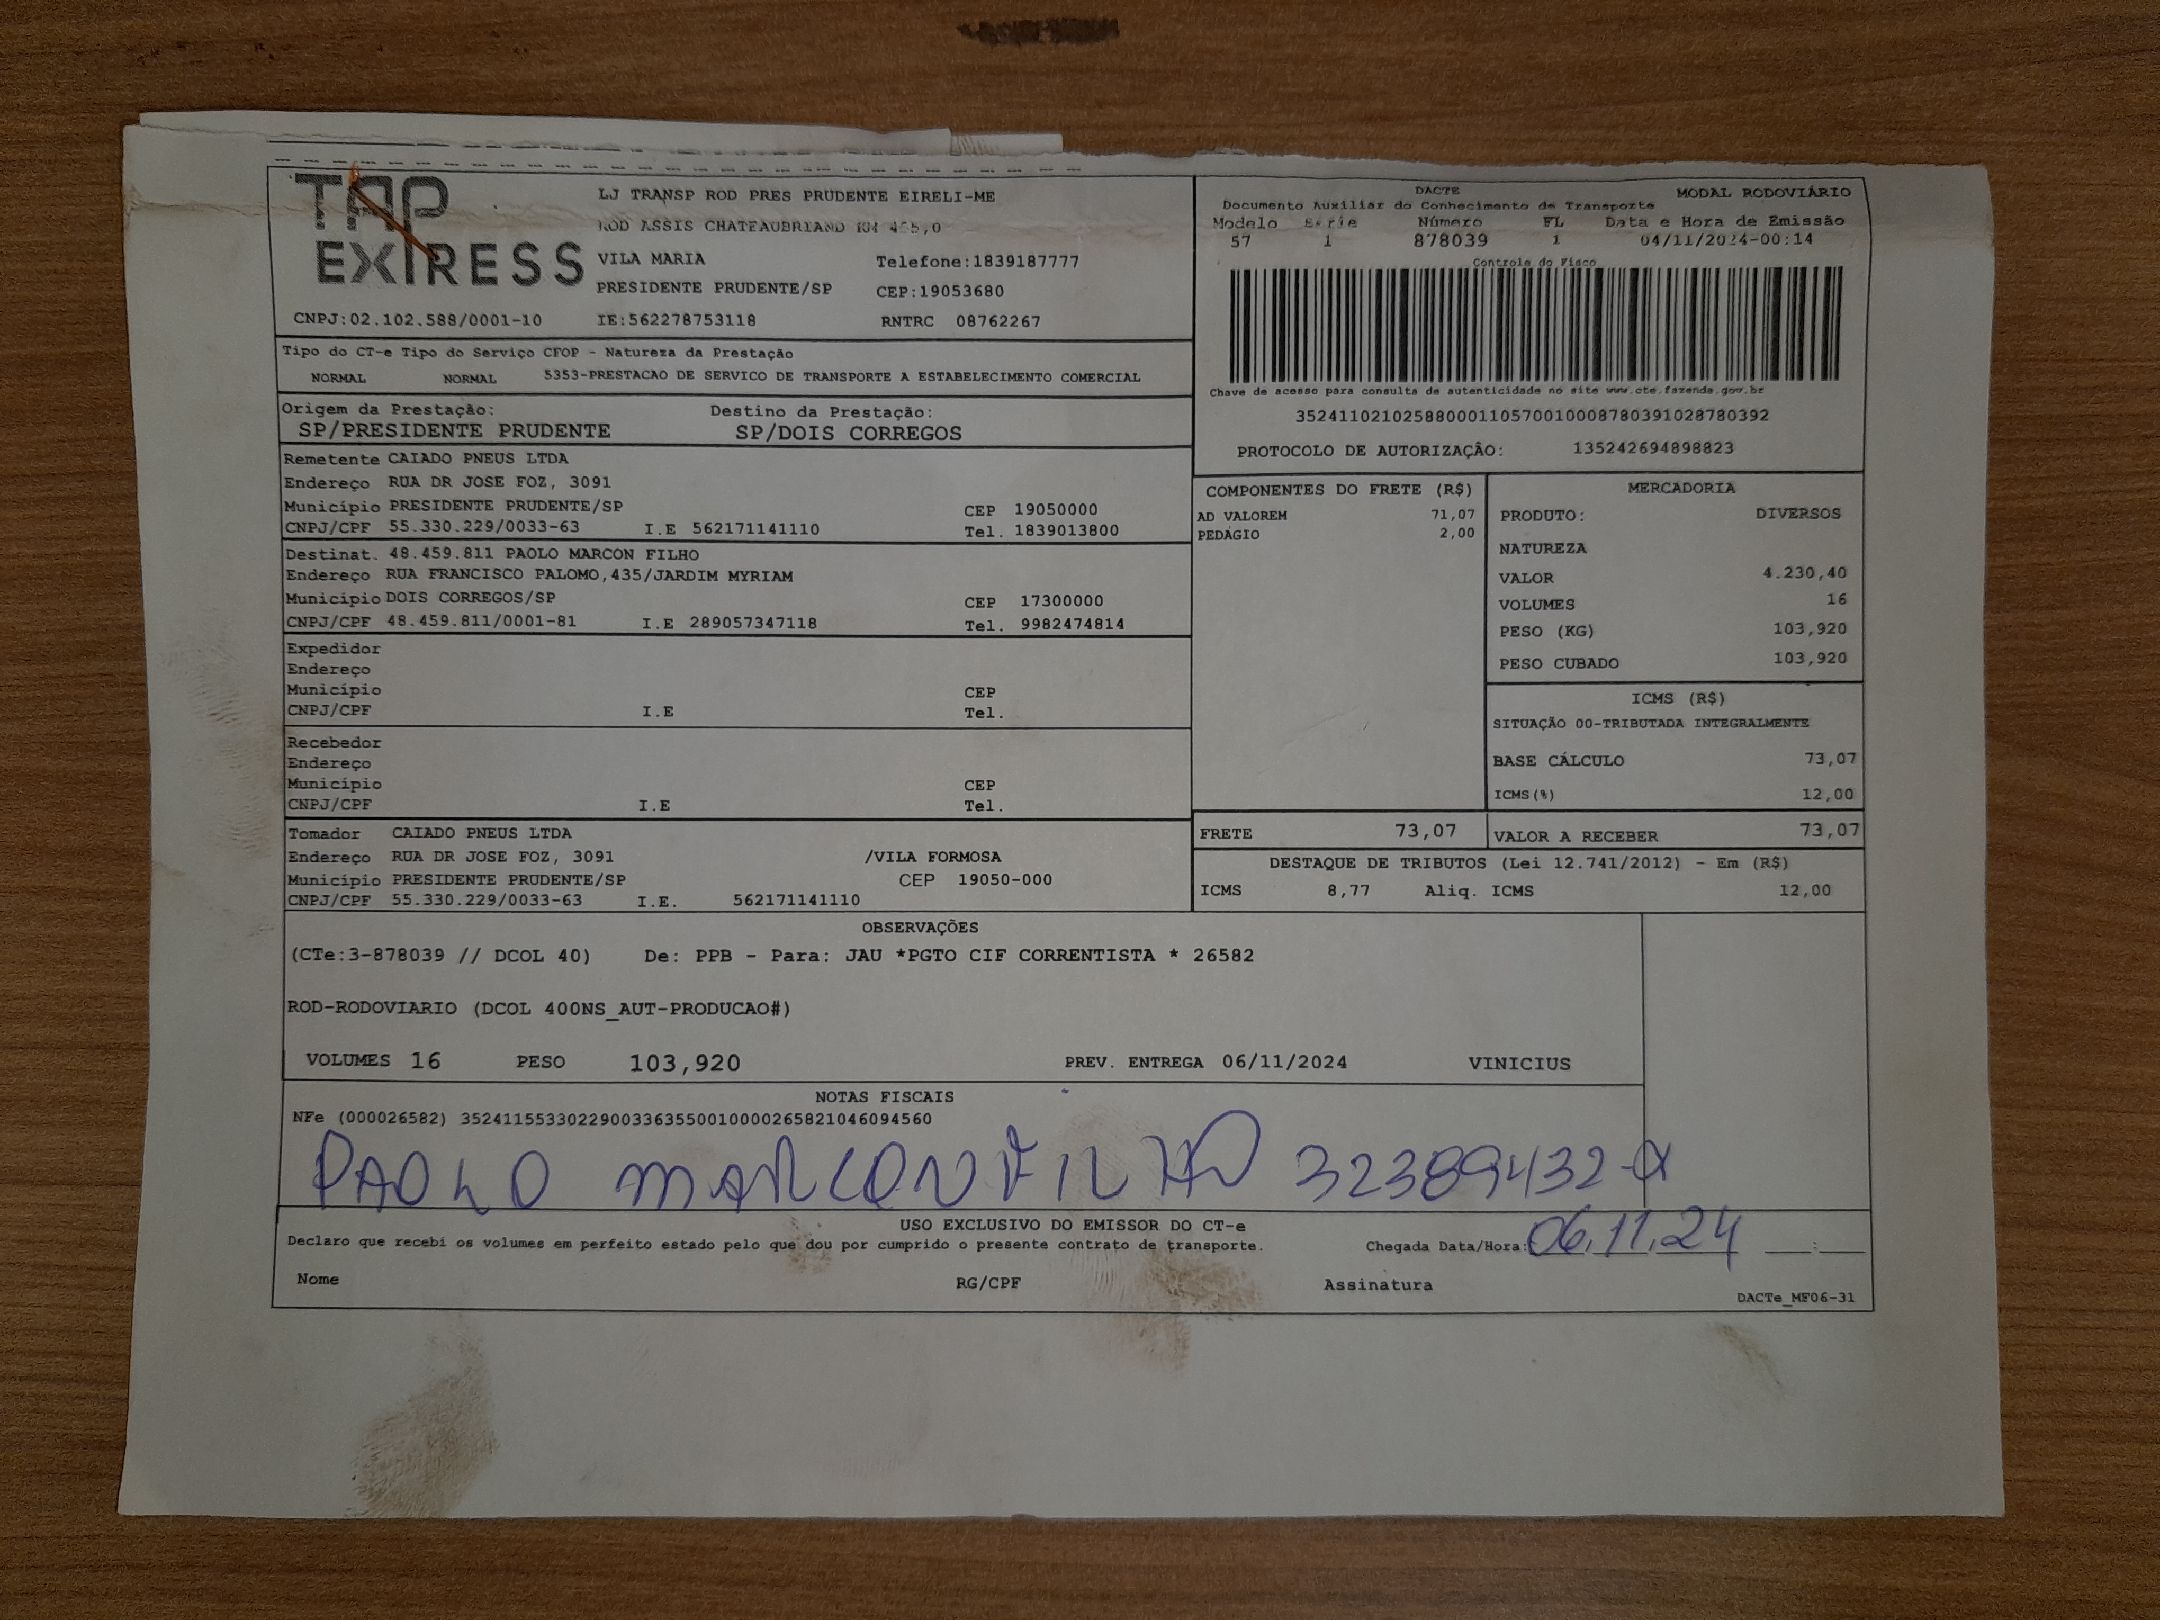 TAP EXPRESS
LJ TRANSP ROD PRES PRUDENTE EIRELI-ME
ROD ASSIS CHATEAUBRIAND KM
VILA MARIA Telefone:1839187777
PRESIDENTE PRUDENTE/SP CEP:19053680
CNPJ:02.102.588/0001-10 IE:562278753118 RNTRC 08762267
DACTE MODAL RODOVIÁRIO
Documento Auxiliar do Conhecimento de Transporte
Modelo Série Número FL Data e Hora de Emissão
57 1 878039 1 04/11/2024-00:14
Controle do Fisco
Chave de acesso para consulta de autenticidade no site www.cte.fazenda.gov.br
35241102102588000110570010008780391028780392
PROTOCOLO DE AUTORIZAÇÂO: 135242694898823
Tipo do CT-e Tipo do Serviço CFOP - Natureza da Prestação
NORMAL NORMAL 5353-PRESTACAO DE SERVICO DE TRANSPORTE A ESTABELECIMENTO COMERCIAL
Origem da Prestação: Destino da Prestação:
SP/PRESIDENTE PRUDENTE SP/DOIS CORREGOS
Remetente CAIADO PNEUS LTDA
Endereço RUA DR JOSE FOZ, 3091
Município PRESIDENTE PRUDENTE/SP CEP 19050000
CNPJ/CPF 55.330.229/0033-63 I.E 562171141110 Tel. 1839013800
Destinat. 48.459.811 PAOLO MARCON FILHO
Endereço RUA FRANCISCO PALOMO,435/JARDIM MYRIAM
Município DOIS CORREGOS/SP CEP 17300000
CNPJ/CPF 48.459.811/0001-81 I.E 289057347118 Tel. 9982474814
Expedidor
Endereço
Município CEP
CNPJ/CPF I.E Tel.
Recebedor
Endereço
Município CEP
CNPJ/CPF I.E Tel.
Tomador CAIADO PNEUS LTDA
Endereço RUA DR JOSE FOZ, 3091 /VILA FORMOSA
Município PRESIDENTE PRUDENTE/SP CEP 19050-000
CNPJ/CPF 55.330.229/0033-63 I.E. 562171141110
COMPONENTES DO FRETE (R$)
AD VALOREM 71,07
PEDÁGIO 2,00
MERCADORIA
PRODUTO: DIVERSOS
NATUREZA
VALOR 4.230,40
VOLUMES 16
PESO (KG) 103,920
PESO CUBADO 103,920
ICMS (R$)
SITUAÇÃO 00-TRIBUTADA INTEGRALMENTE
BASE CÁLCULO 73,07
ICMS(%) 12,00
FRETE 73,07 VALOR A RECEBER 73,07
DESTAQUE DE TRIBUTOS (Lei 12.741/2012) - Em (R$)
ICMS 8,77 Aliq. ICMS 12,00
OBSERVAÇÕES
(CTe:3-878039 // DCOL 40) De: PPB - Para: JAU *PGTO CIF CORRENTISTA * 26582
ROD-RODOVIARIO (DCOL 400NS_AUT-PRODUCAO#)
VOLUMES 16 PESO 103,920 PREV. ENTREGA 06/11/2024 VINICIUS
NOTAS FISCAIS
NFe (000026582) 35241155330229003363550010000265821046094560
PAOLO MARCON FILHO 32389432-X
USO EXCLUSIVO DO EMISSOR DO CT-e
Declaro que recebi os volumes em perfeito estado pelo que dou por cumprido o presente contrato de transporte. Chegada Data/Hora: 06.11.24 __:__
Nome RG/CPF Assinatura
DACTe_MF06-31